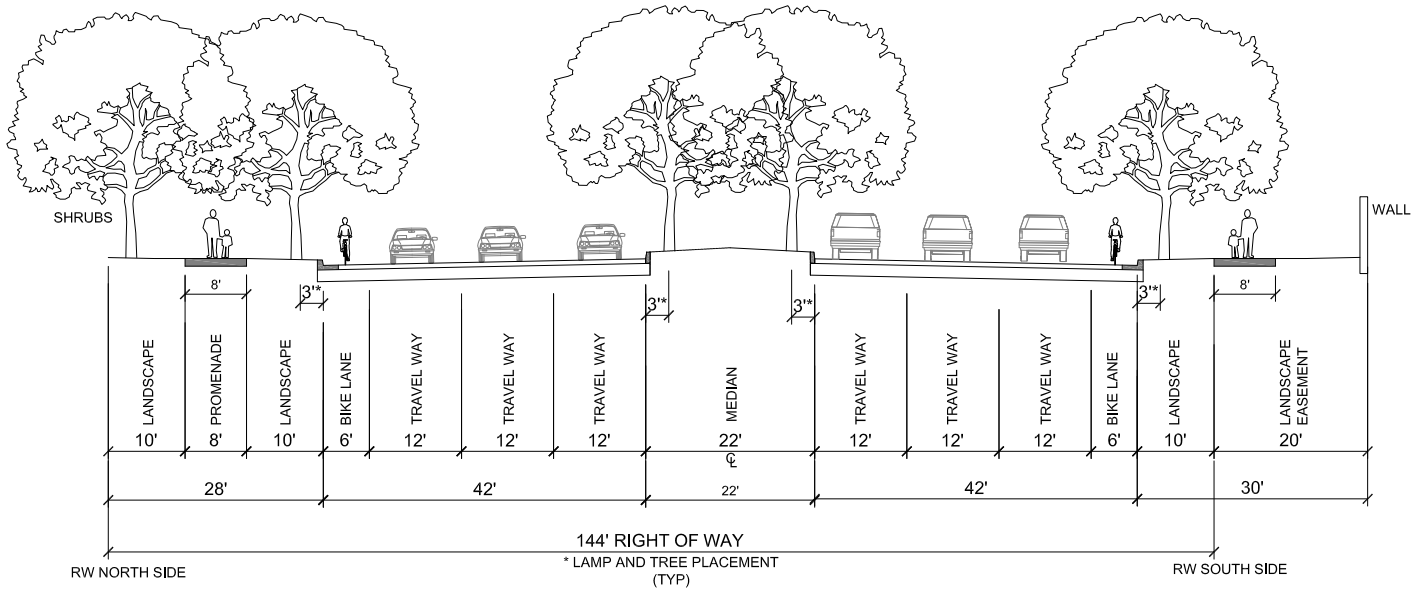 SHRUBS
WALL
8'
3'*
3'*
3'*
3'*
8'
LANDSCAPE
PROMENADE
LANDSCAPE
BIKE LANE
TRAVEL WAY
TRAVEL WAY
TRAVEL WAY
MEDIAN
TRAVEL WAY
TRAVEL WAY
TRAVEL WAY
BIKE LANE
LANDSCAPE
LANDSCAPE
EASEMENT
10' 8' 10' 6' 12' 12' 12' 22' 12' 12' 12' 6' 10' 20'
℄
28' 42' 22' 42' 30'
144' RIGHT OF WAY
* LAMP AND TREE PLACEMENT
(TYP)
RW NORTH SIDE
RW SOUTH SIDE